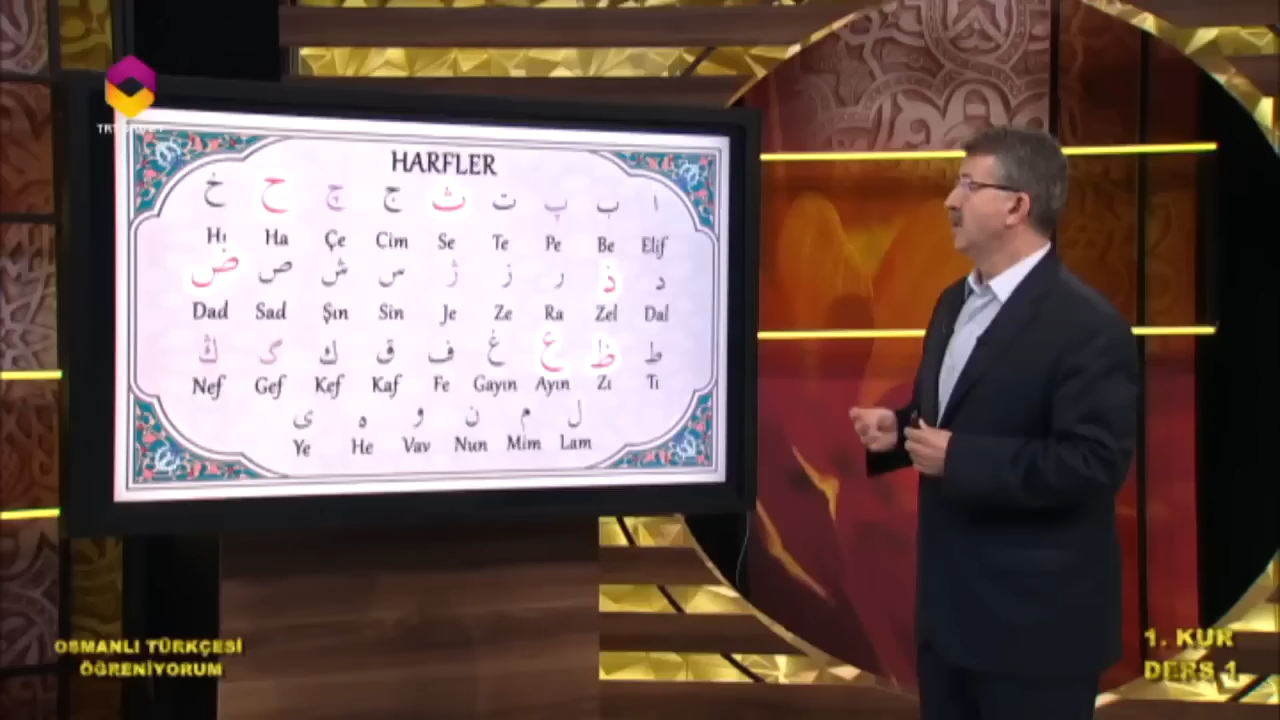 HARFLER
ا ب پ ت ث ج چ ح خ
Elif Be Pe Te Se Cim Çe Ha Hı
د ذ ر ز ژ س ش ص ض
Dal Zel Ra Ze Je Sin Şın Sad Dad
ط ظ ع غ ف ق ك گ ڭ
Tı Zı Ayın Gayın Fe Kaf Kef Gef Nef
ل م ن و ه ى
Lam Mim Nun Vav He Ye
OSMANLI TÜRKÇESİ
ÖĞRENİYORUM
1. KUR
DERS 1